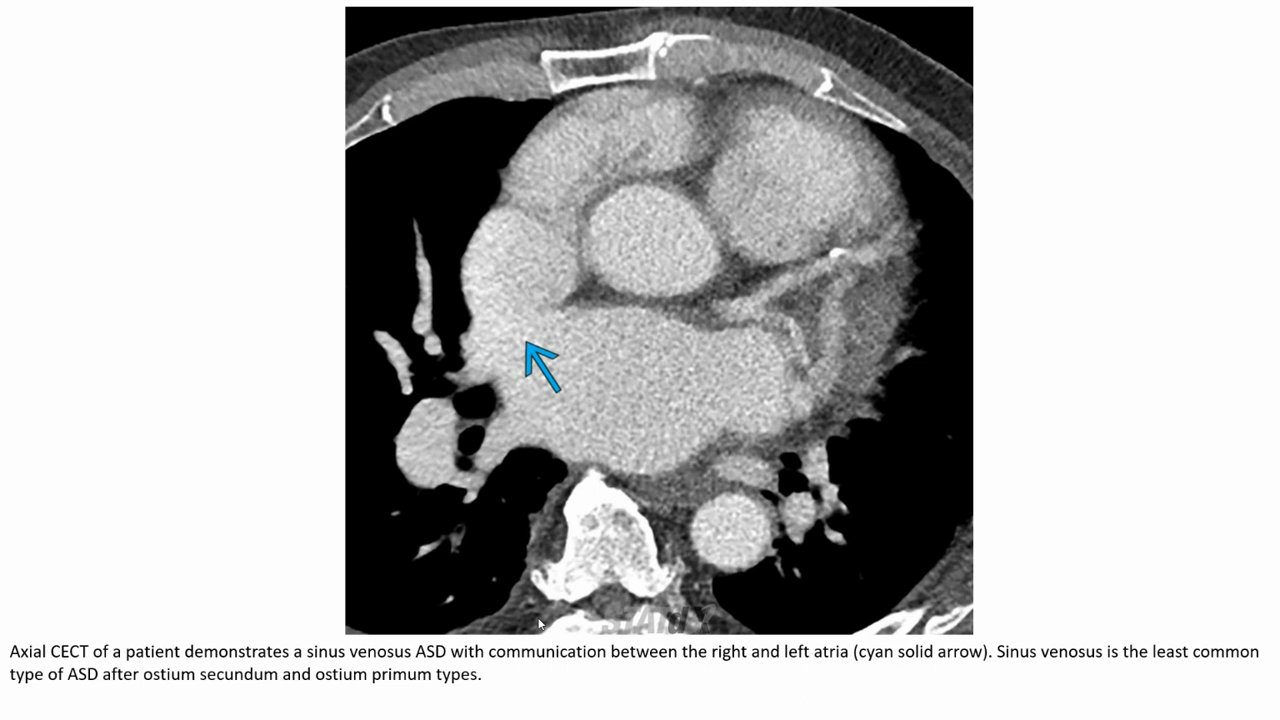 Axial CECT of a patient demonstrates a sinus venosus ASD with communication between the right and left atria (cyan solid arrow). Sinus venosus is the least common
type of ASD after ostium secundum and ostium primum types.